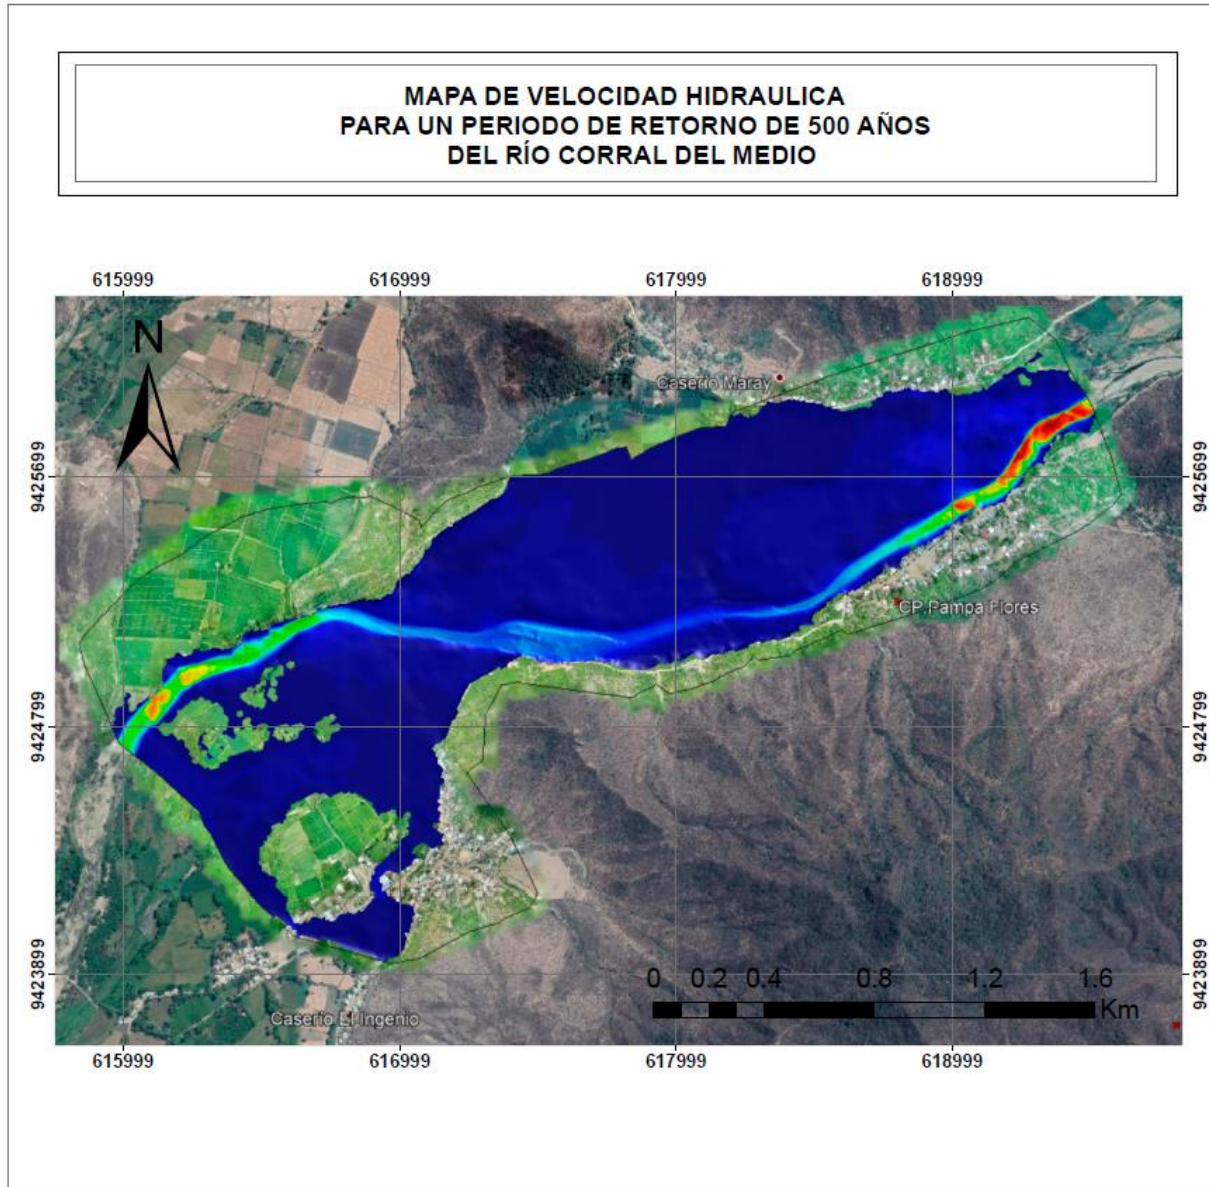 MAPA DE VELOCIDAD HIDRAULICA
PARA UN PERIODO DE RETORNO DE 500 AÑOS
DEL RÍO CORRAL DEL MEDIO
615999 616999 617999 618999
N
Caserio Maray
9425699 9425699
CP.Pampa Flores
9424799 9424799
9423899 9423899
0 0.2 0.4 0.8 1.2 1.6
Km
Caserio El Ingenio
615999 616999 617999 618999